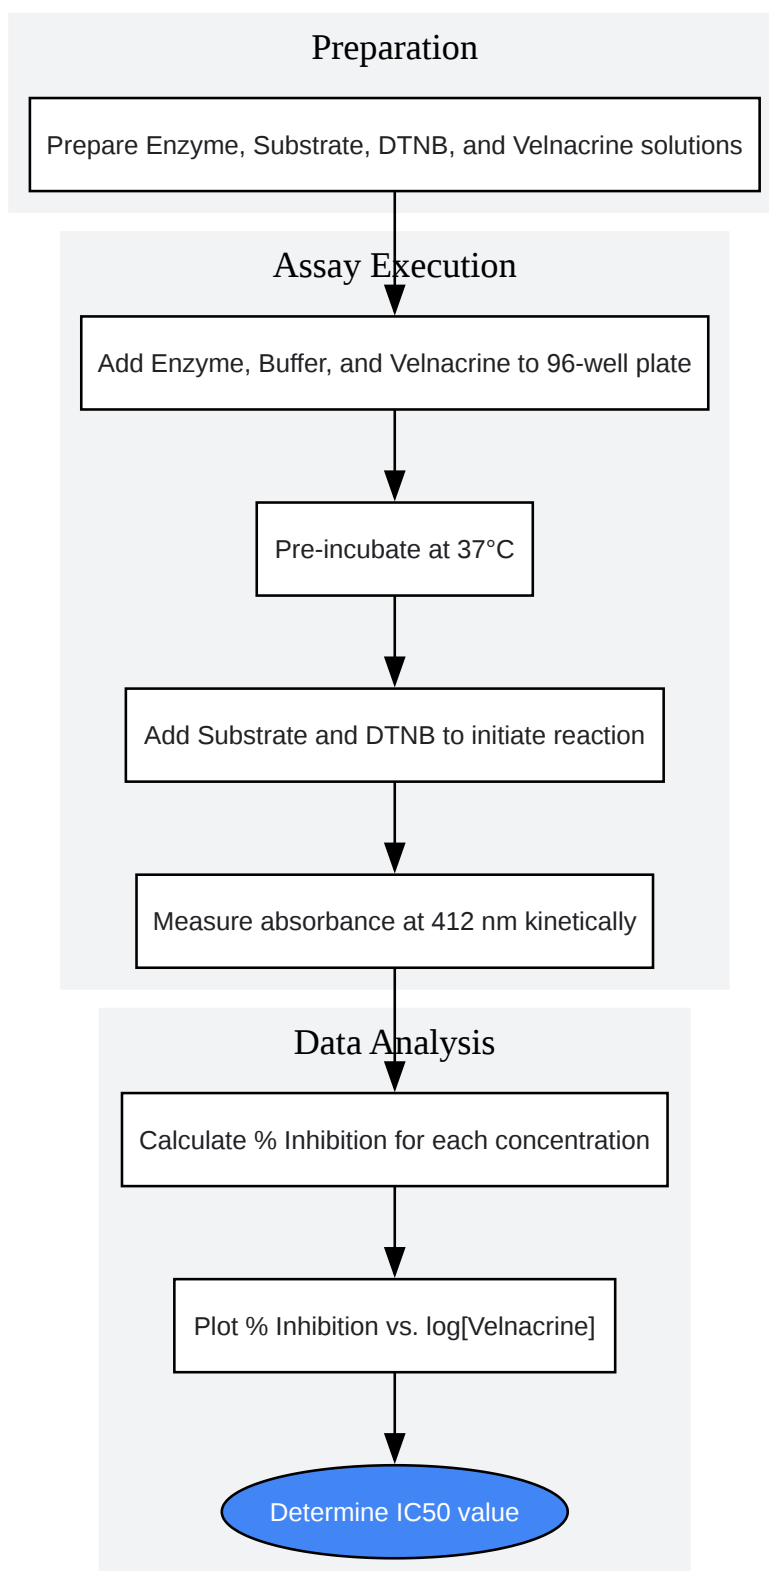 Preparation
Prepare Enzyme, Substrate, DTNB, and Velnacrine solutions
Assay Execution
Add Enzyme, Buffer, and Velnacrine to 96-well plate
Pre-incubate at 37°C
Add Substrate and DTNB to initiate reaction
Measure absorbance at 412 nm kinetically
Data Analysis
Calculate % Inhibition for each concentration
Plot % Inhibition vs. log[Velnacrine]
Determine IC50 value